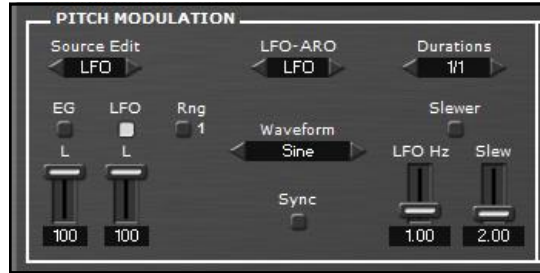 PITCH MODULATION
Source Edit LFO-ARO Durations
LFO LFO 1/1
EG LFO Rng Slewer
1
Waveform
L L Sine LFO Hz Slew
Sync
100 100 1.00 2.00